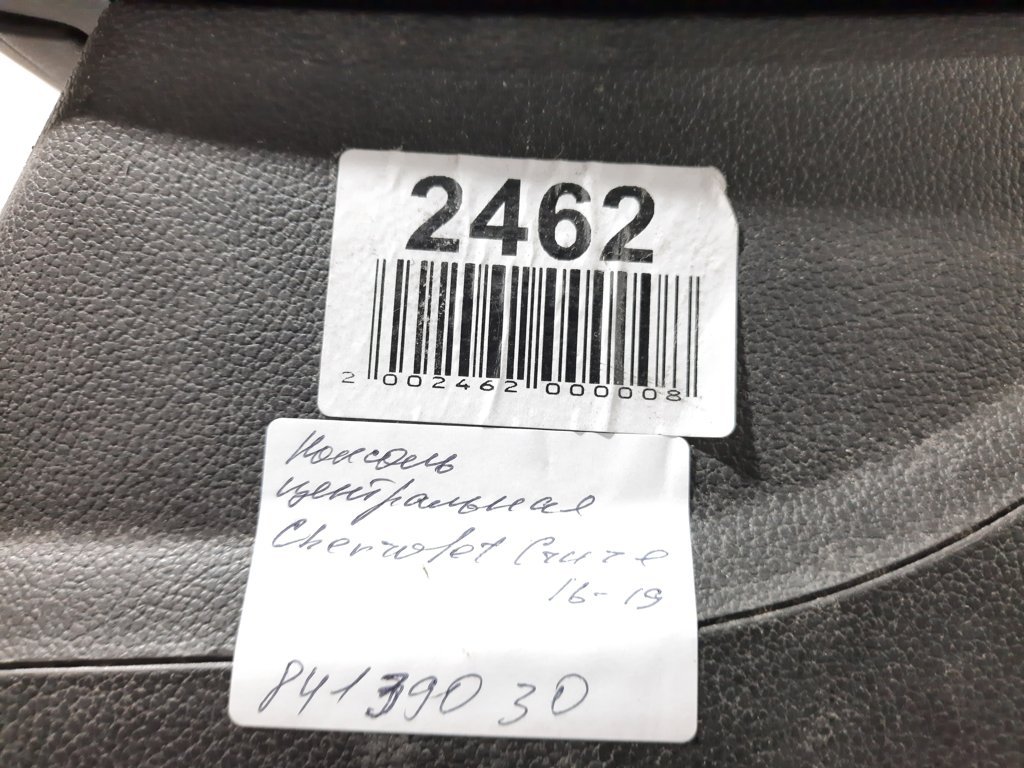 2462
2 002462 000008
Консоль
центральная
Chevrolet Cruze
16-19
84139030